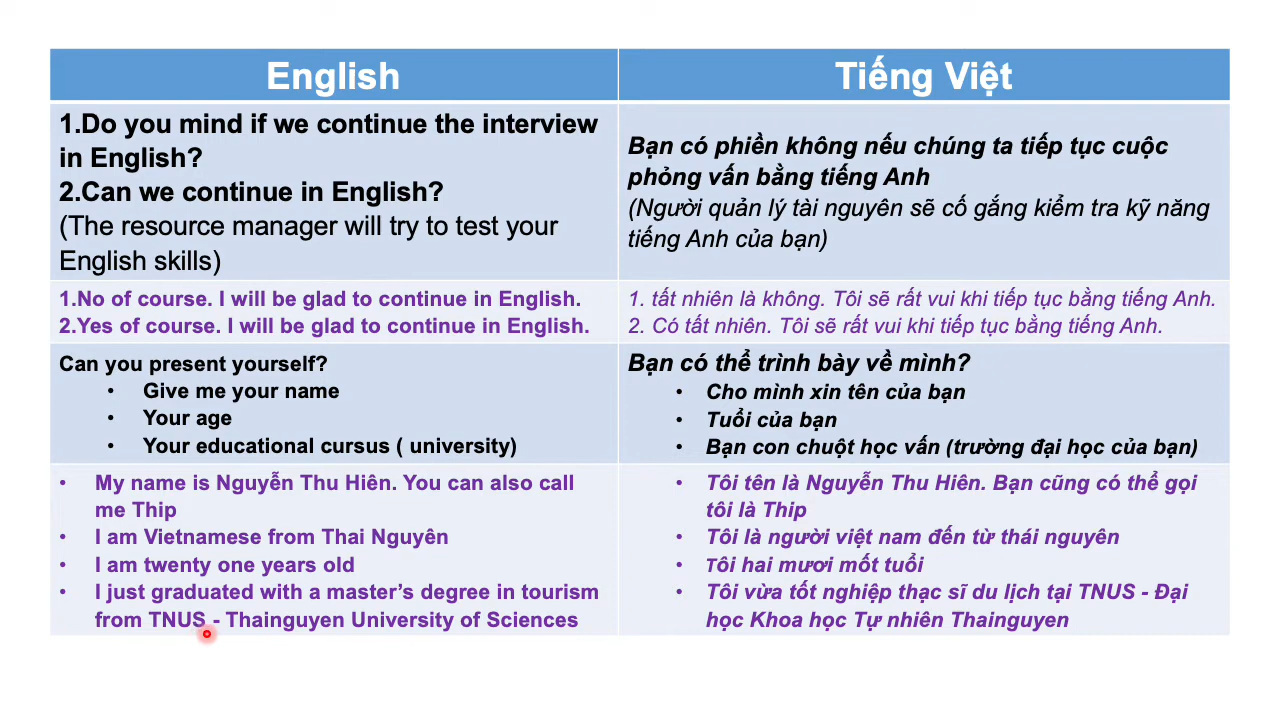 English
Tiếng Việt
1.Do you mind if we continue the interview
in English?
2.Can we continue in English?
(The resource manager will try to test your
English skills)
Bạn có phiền không nếu chúng ta tiếp tục cuộc
phỏng vấn bằng tiếng Anh
(Người quản lý tài nguyên sẽ cố gắng kiểm tra kỹ năng
tiếng Anh của bạn)
1.No of course. I will be glad to continue in English.
2.Yes of course. I will be glad to continue in English.
1. tất nhiên là không. Tôi sẽ rất vui khi tiếp tục bằng tiếng Anh.
2. Có tất nhiên. Tôi sẽ rất vui khi tiếp tục bằng tiếng Anh.
Can you present yourself?
• Give me your name
• Your age
• Your educational cursus ( university)
Bạn có thể trình bày về mình?
• Cho mình xin tên của bạn
• Tuổi của bạn
• Bạn con chuột học vấn (trường đại học của bạn)
• My name is Nguyễn Thu Hiên. You can also call
me Thip
• I am Vietnamese from Thai Nguyên
• I am twenty one years old
• I just graduated with a master’s degree in tourism
from TNUS - Thainguyen University of Sciences
• Tôi tên là Nguyễn Thu Hiên. Bạn cũng có thể gọi
tôi là Thip
• Tôi là người việt nam đến từ thái nguyên
• Tôi hai mươi mốt tuổi
• Tôi vừa tốt nghiệp thạc sĩ du lịch tại TNUS - Đại
học Khoa học Tự nhiên Thainguyen